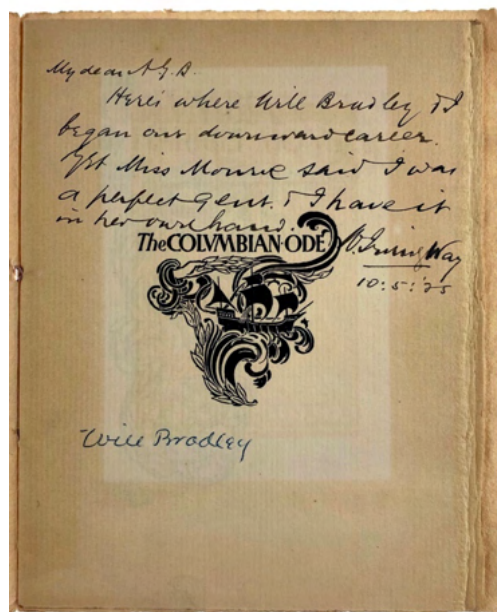 My dear A.G.B.
Here's where Will Bradley & I
began our downward career.
Yet Miss Monroe said I was
a perfect gent. & I have it
in her own hand.
The COLVMBIAN·ODE
W. Irving Way
10:5:'25
Will Bradley